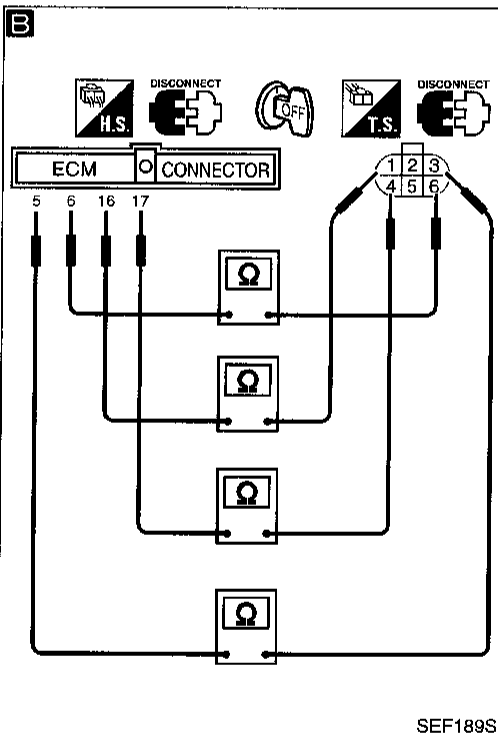 B
DISCONNECT
DISCONNECT
H.S.
OFF
T.S.
ECM CONNECTOR
1 2 3
4 5 6
5 6 16 17
Ω
Ω
Ω
Ω
SEF189S